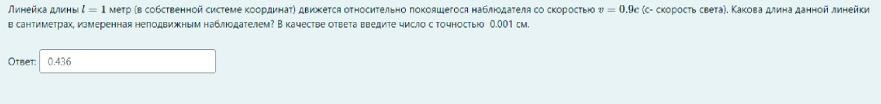 Линейка длины l = 1 метр (в собственной системе координат) движется относительно покоящегося наблюдателя со скоростью v = 0.9c (с- скорость света). Какова длина данной линейки
в сантиметрах, измеренная неподвижным наблюдателем? В качестве ответа введите число с точностью 0.001 см.
Ответ: 0.436